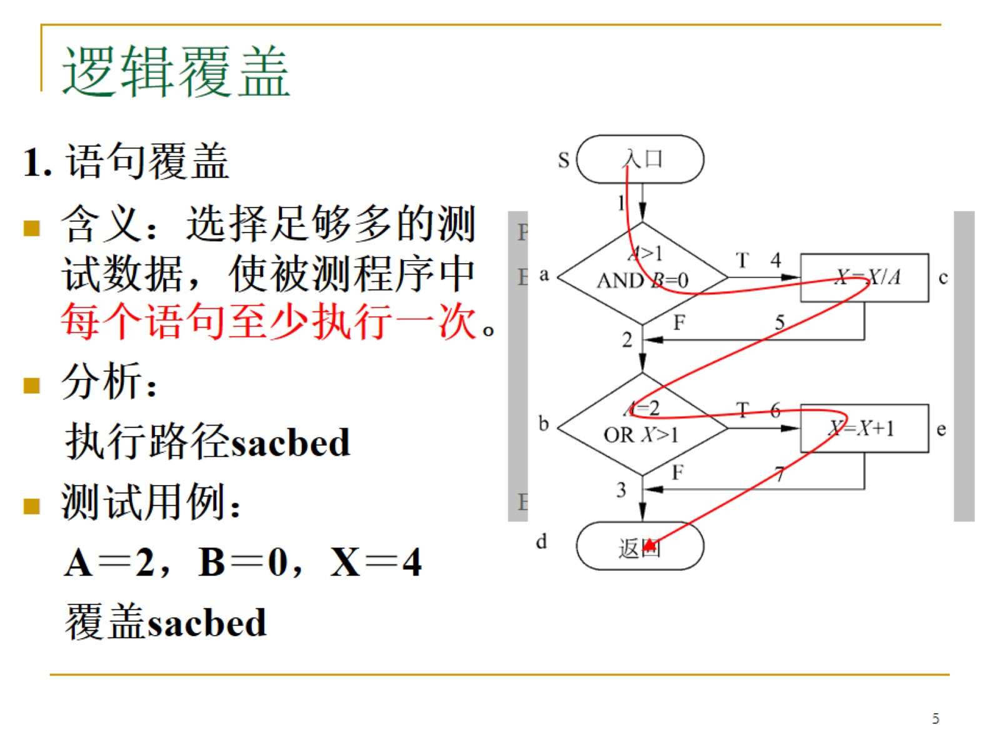 逻辑覆盖
1. 语句覆盖
含义：选择足够多的测
试数据，使被测程序中
每个语句至少执行一次。
分析：
执行路径sacbed
测试用例：
A＝2，B＝0，X＝4
覆盖sacbed
S
入口
1
P
E
a
A>1
AND B=0
T 4
X=X/A
c
F
5
2
b
A=2
OR X>1
T 6
X=X+1
e
F
7
3
E
d
返回
5